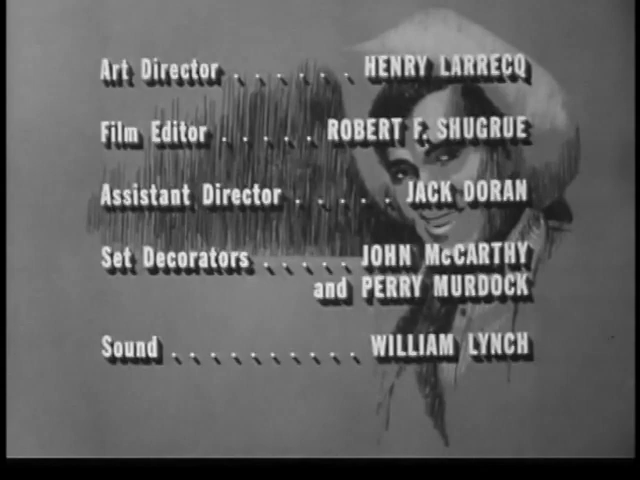 Art Director . . . . . . HENRY LARRECQ
Film Editor . . . . . ROBERT F. SHUGRUE
Assistant Director . . . . . JACK DORAN
Set Decorators . . . . . JOHN McCARTHY
and PERRY MURDOCK
Sound . . . . . . . . . . WILLIAM LYNCH